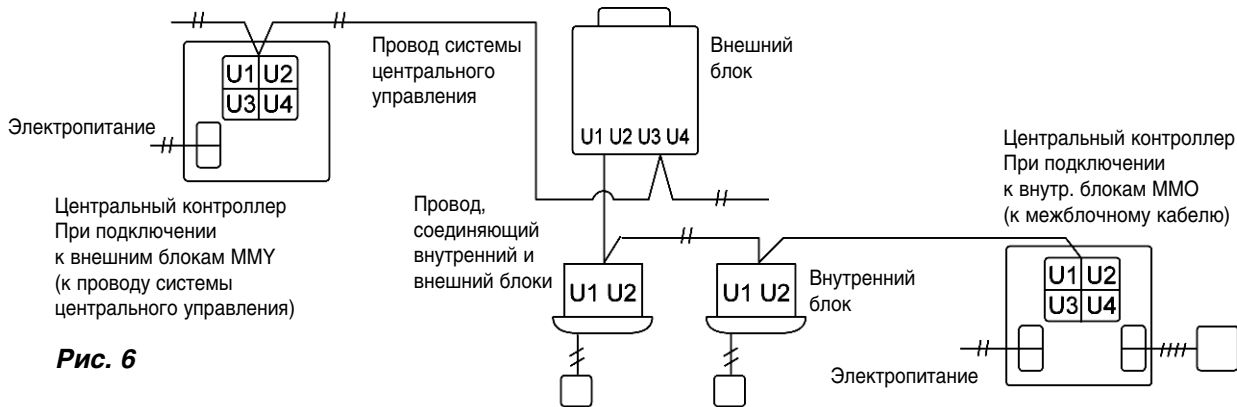 U1 U2
U3 U4
Электропитание
Центральный контроллер
При подключении
к внешним блокам MMY
(к проводу системы
центрального управления)
Рис. 6
Провод системы
центрального
управления
Внешний
блок
U1 U2 U3 U4
Провод,
соединяющий
внутренний и
внешний блоки
U1 U2
U1 U2
Внутренний
блок
Центральный контроллер
При подключении
к внутр. блокам ММО
(к межблочному кабелю)
U1 U2
U3 U4
Электропитание